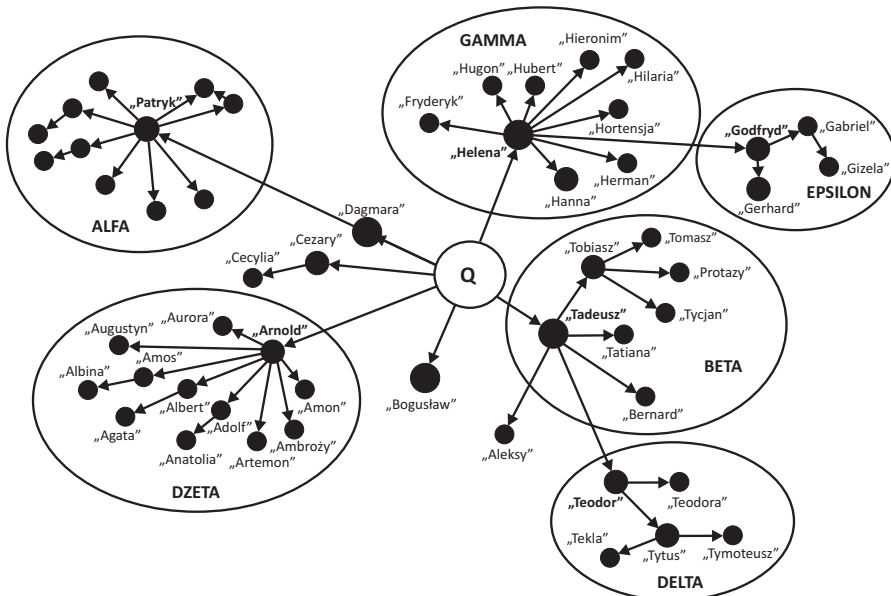 GAMMA
„Hieronim”
„Hugon”
„Hubert”
„Hilaria”
„Patryk”
„Fryderyk”
„Hortensja”
„Godfryd”
„Gabriel”
„Helena”
„Herman”
„Gizela”
„Hanna”
EPSILON
„Gerhard”
ALFA
„Dagmara”
„Cezary”
„Tobiasz”
„Tomasz”
„Cecylia”
Q
„Protazy”
„Aurora”
„Arnold”
„Tadeusz”
„Tycjan”
„Augustyn”
„Tatiana”
„Amos”
„Albina”
BETA
„Albert”
„Amon”
„Bogusław”
„Bernard”
„Agata”
„Adolf”
„Ambroży”
„Anatolia”
„Artemon”
„Aleksy”
DZETA
„Teodor”
„Teodora”
„Tekla”
„Tytus”
„Tymoteusz”
DELTA